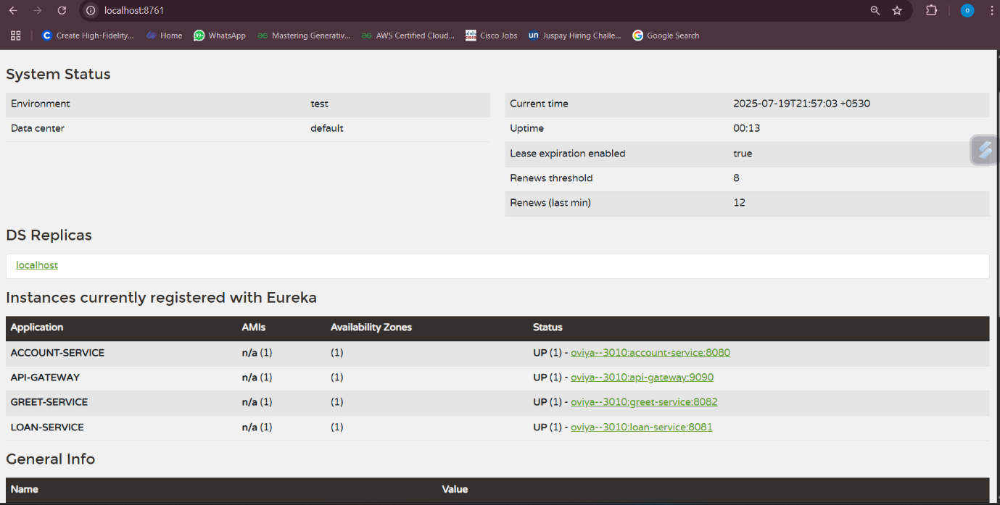 localhost:8761
o
Create High-Fidelity...
Home
99+
WhatsApp
Mastering Generativ...
AWS Certified Cloud...
Cisco Jobs
un
Juspay Hiring Challe...
Google Search
System Status
Environment test
Data center default
Current time 2025-07-19T21:57:03 +0530
Uptime 00:13
Lease expiration enabled true
Renews threshold 8
Renews (last min) 12
DS Replicas
localhost
Instances currently registered with Eureka
Application AMIs Availability Zones Status
ACCOUNT-SERVICE n/a (1) (1) UP (1) - oviya--3010:account-service:8080
API-GATEWAY n/a (1) (1) UP (1) - oviya--3010:api-gateway:9090
GREET-SERVICE n/a (1) (1) UP (1) - oviya--3010:greet-service:8082
LOAN-SERVICE n/a (1) (1) UP (1) - oviya--3010:loan-service:8081
General Info
Name Value